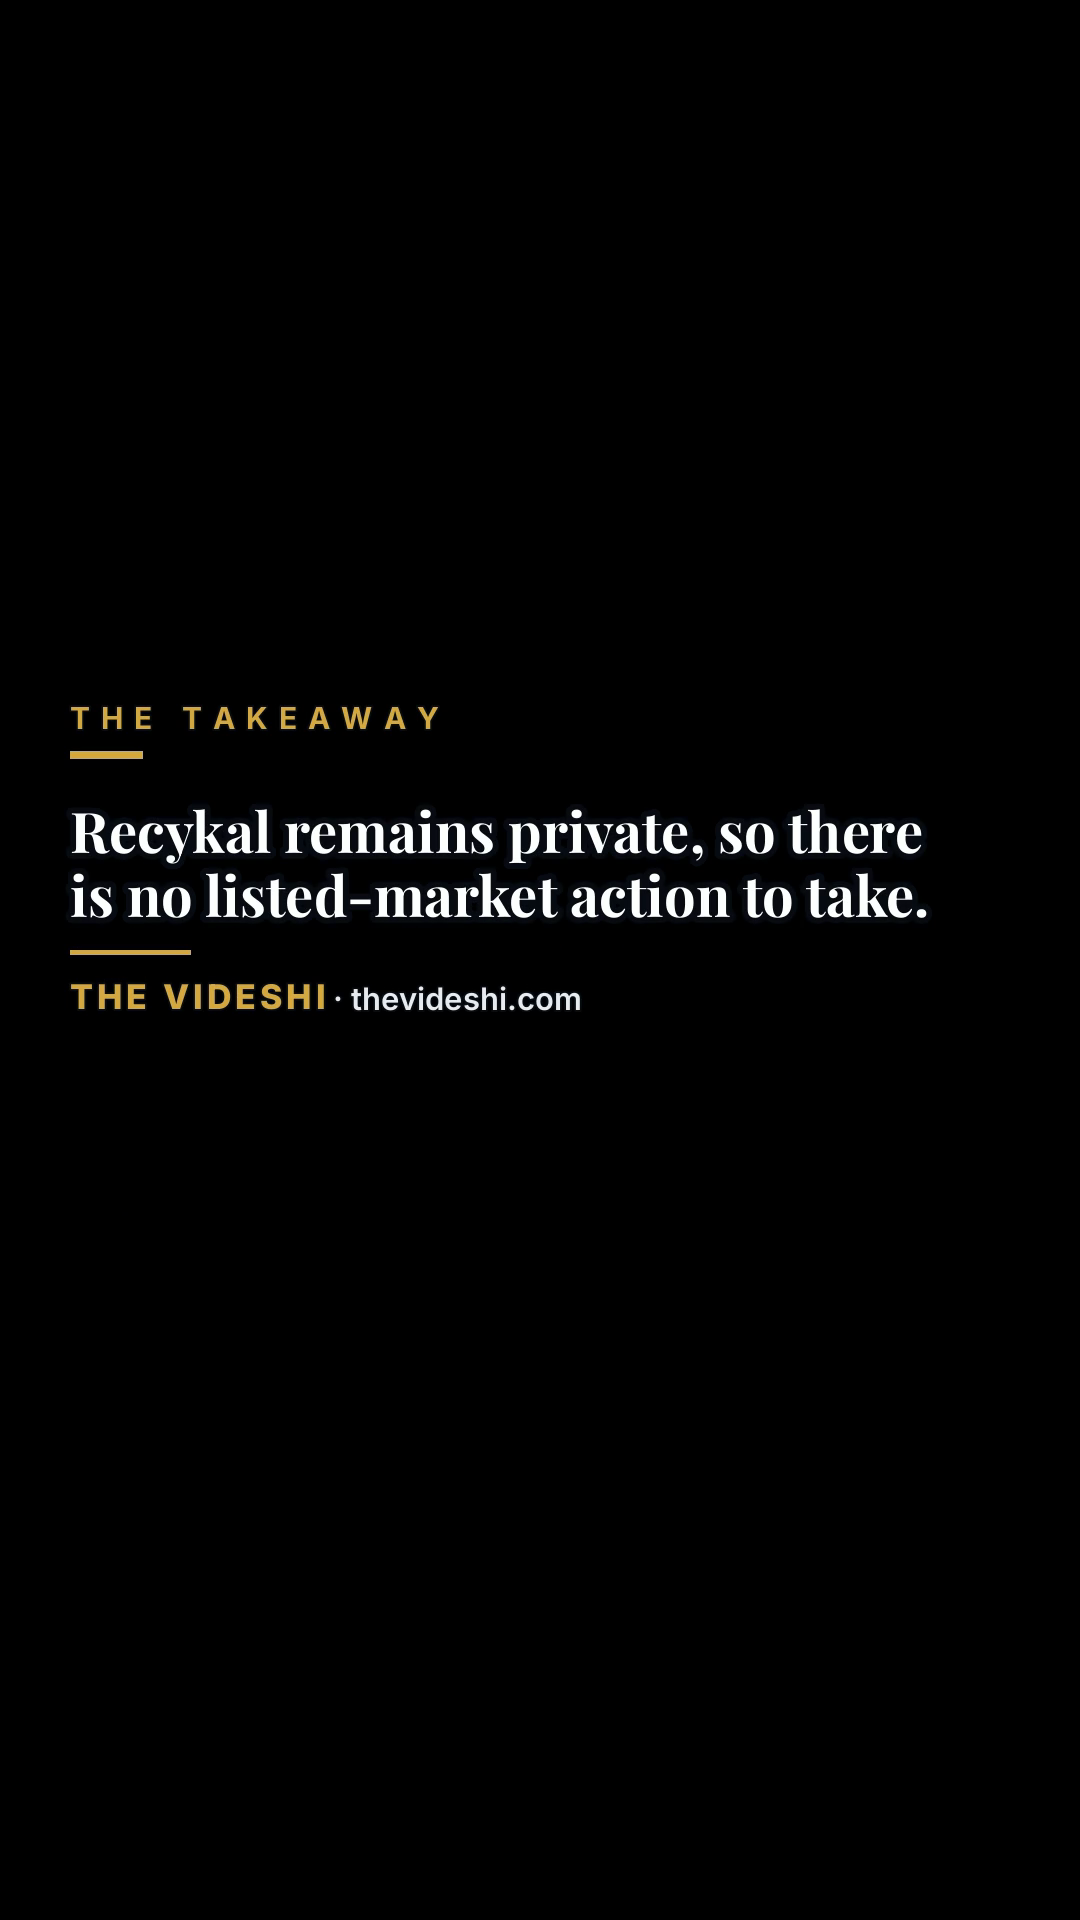 THE TAKEAWAY
Recykal remains private, so there
is no listed-market action to take.
THE VIDESHI · thevideshi.com